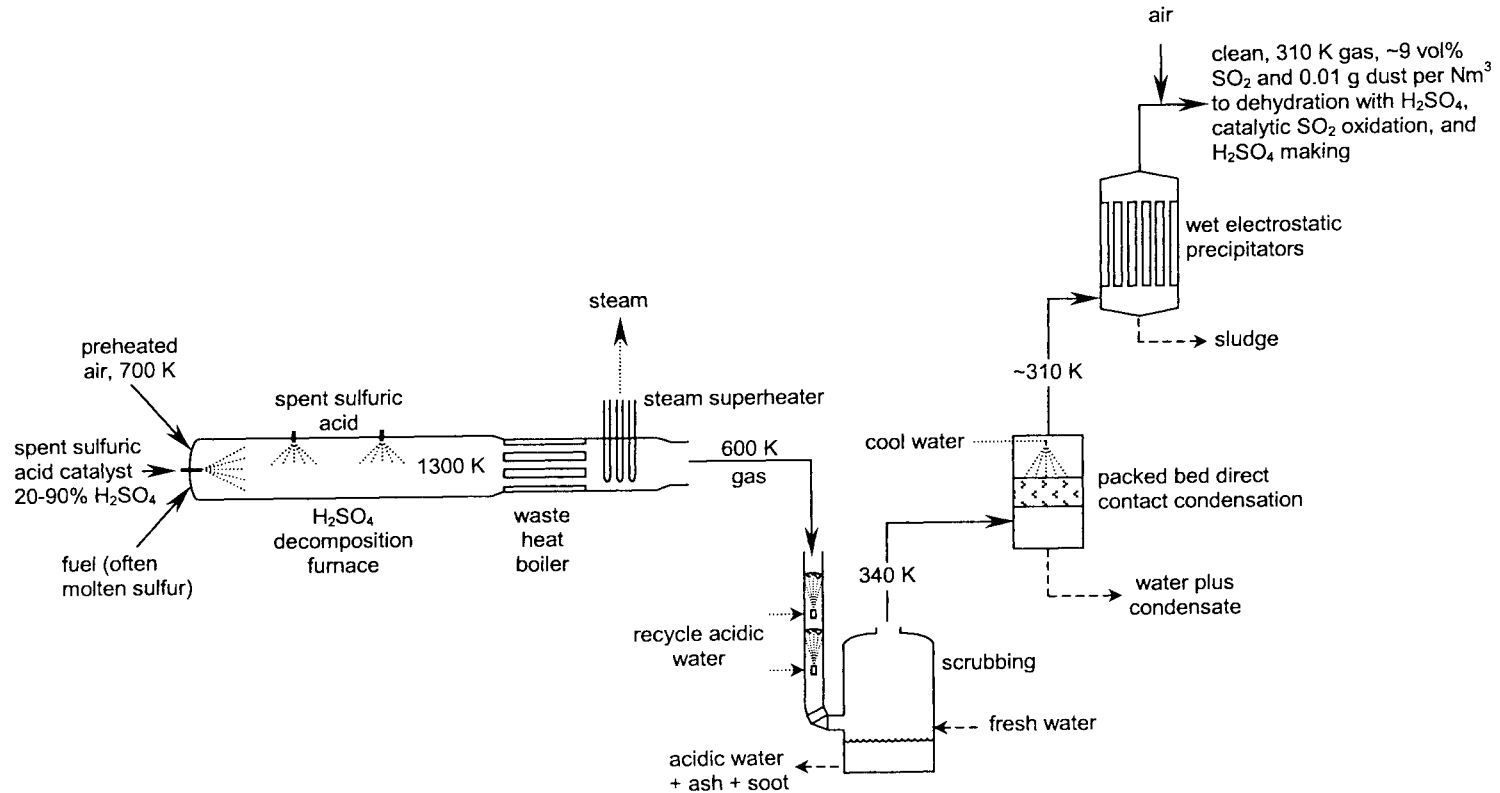 air
clean, 310 K gas, ~9 vol%
SO₂ and 0.01 g dust per Nm³
to dehydration with H₂SO₄,
catalytic SO₂ oxidation, and
H₂SO₄ making
wet electrostatic
precipitators
sludge
~310 K
steam
preheated
air, 700 K
spent sulfuric
acid
steam superheater
spent sulfuric
acid catalyst
20-90% H₂SO₄
1300 K
600 K
gas
cool water
packed bed direct
contact condensation
fuel (often
molten sulfur)
H₂SO₄
decomposition
furnace
waste
heat
boiler
340 K
water plus
condensate
recycle acidic
water
scrubbing
fresh water
acidic water
+ ash + soot